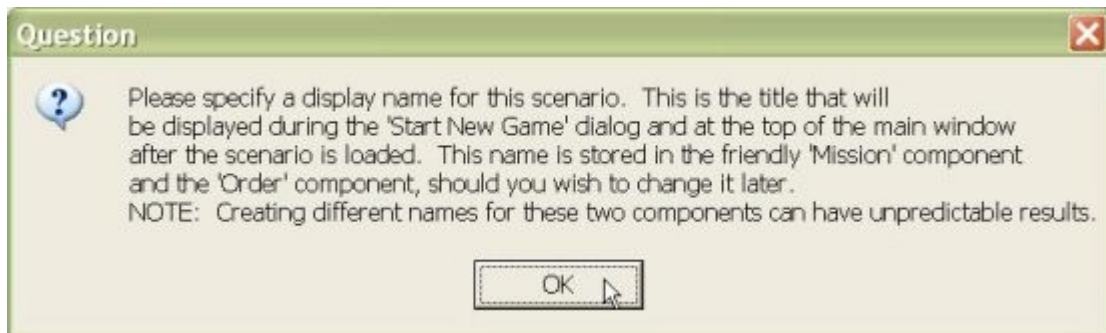 Question
Please specify a display name for this scenario.  This is the title that will
be displayed during the 'Start New Game' dialog and at the top of the main window
after the scenario is loaded.  This name is stored in the friendly 'Mission' component
and the 'Order' component, should you wish to change it later.
NOTE:  Creating different names for these two components can have unpredictable results.
OK